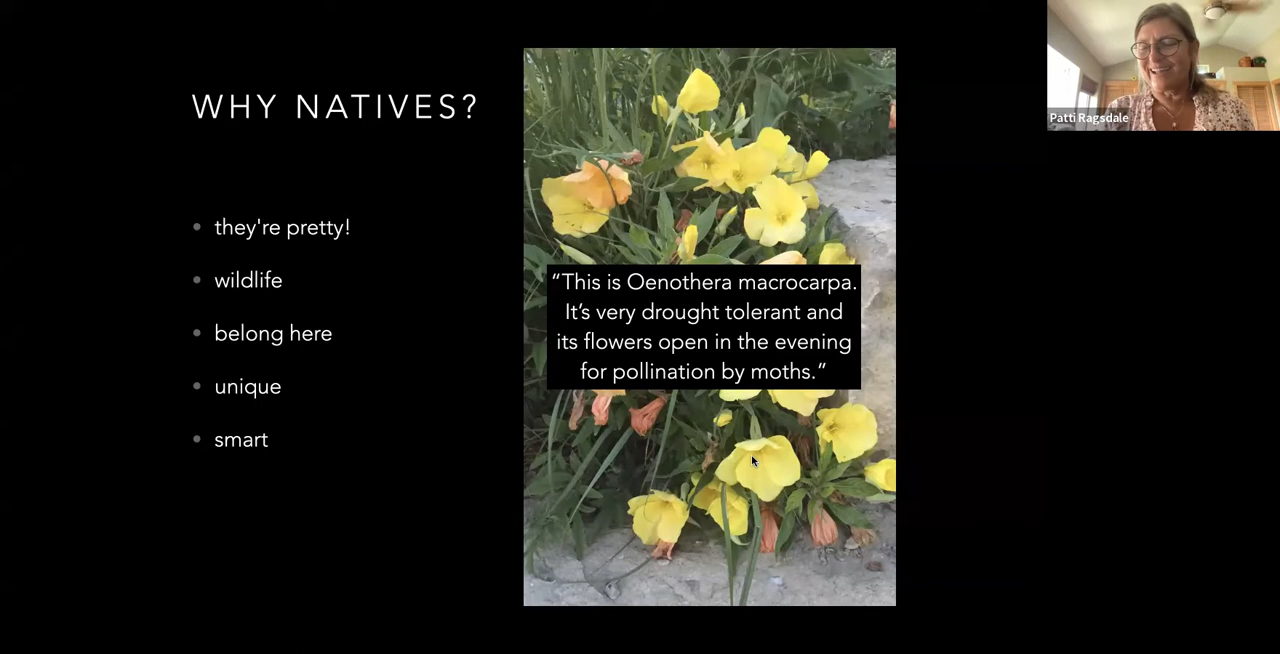 WHY NATIVES?
they're pretty!
wildlife
belong here
unique
smart
“This is Oenothera macrocarpa.
It’s very drought tolerant and
its flowers open in the evening
for pollination by moths.”
Patti Ragsdale